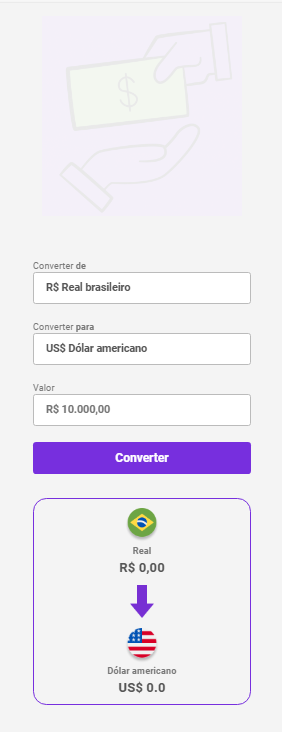 $
Converter de
R$ Real brasileiro
Converter para
US$ Dólar americano
Valor
R$ 10.000,00
Converter
Real
R$ 0,00
Dólar americano
US$ 0.0